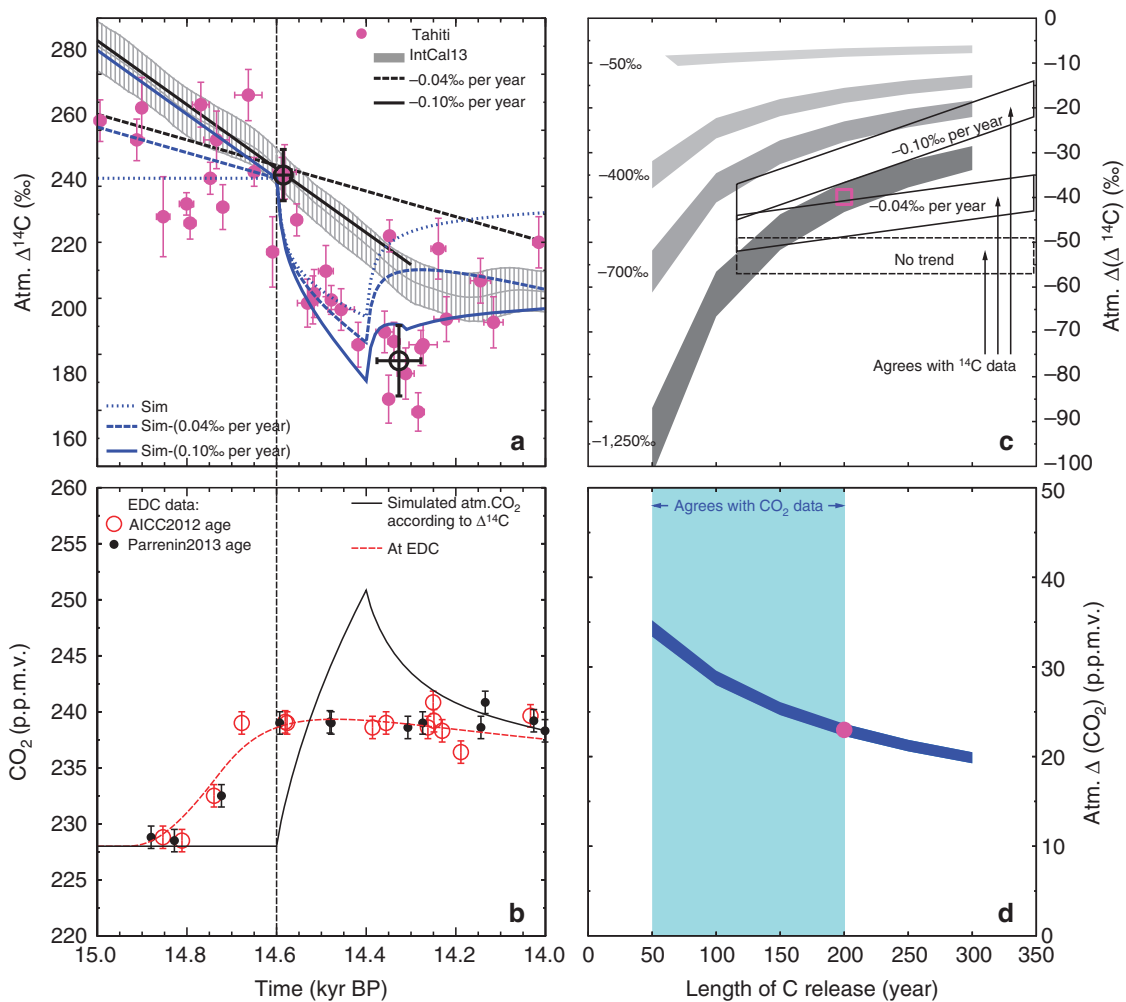 280
260
240
220
200
180
160
Atm. Δ¹⁴C (‰)
Tahiti
IntCal13
−0.04‰ per year
−0.10‰ per year
Sim
Sim-(0.04‰ per year)
Sim-(0.10‰ per year)
a
−50‰
−400‰
−700‰
−1,250‰
−0.10‰ per year
−0.04‰ per year
No trend
Agrees with ¹⁴C data
c
0
−10
−20
−30
−40
−50
−60
−70
−80
−90
−100
Atm. Δ(Δ ¹⁴C) (‰)
260
250
245
240
235
230
225
220
CO₂ (p.p.m.v.)
EDC data:
AICC2012 age
Parrenin2013 age
Simulated atm.CO₂
according to Δ¹⁴C
At EDC
b
15.0
14.8
14.6
14.4
14.2
14.0
Time (kyr BP)
Agrees with CO₂ data
d
50
40
30
20
10
0
Atm. Δ (CO₂) (p.p.m.v.)
0
50
100
150
200
250
300
350
Length of C release (year)